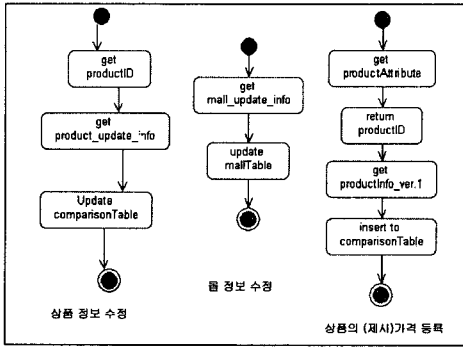 get
productID
get
product_update_info
Update
comparisonTable
상품 정보 수정
get
mall_update_info
update
mallTable
몰 정보 수정
get
productAttribute
return
productID
get
productInfo_ver.1
insert to
comparisonTable
상품의 (제시)가격 등록